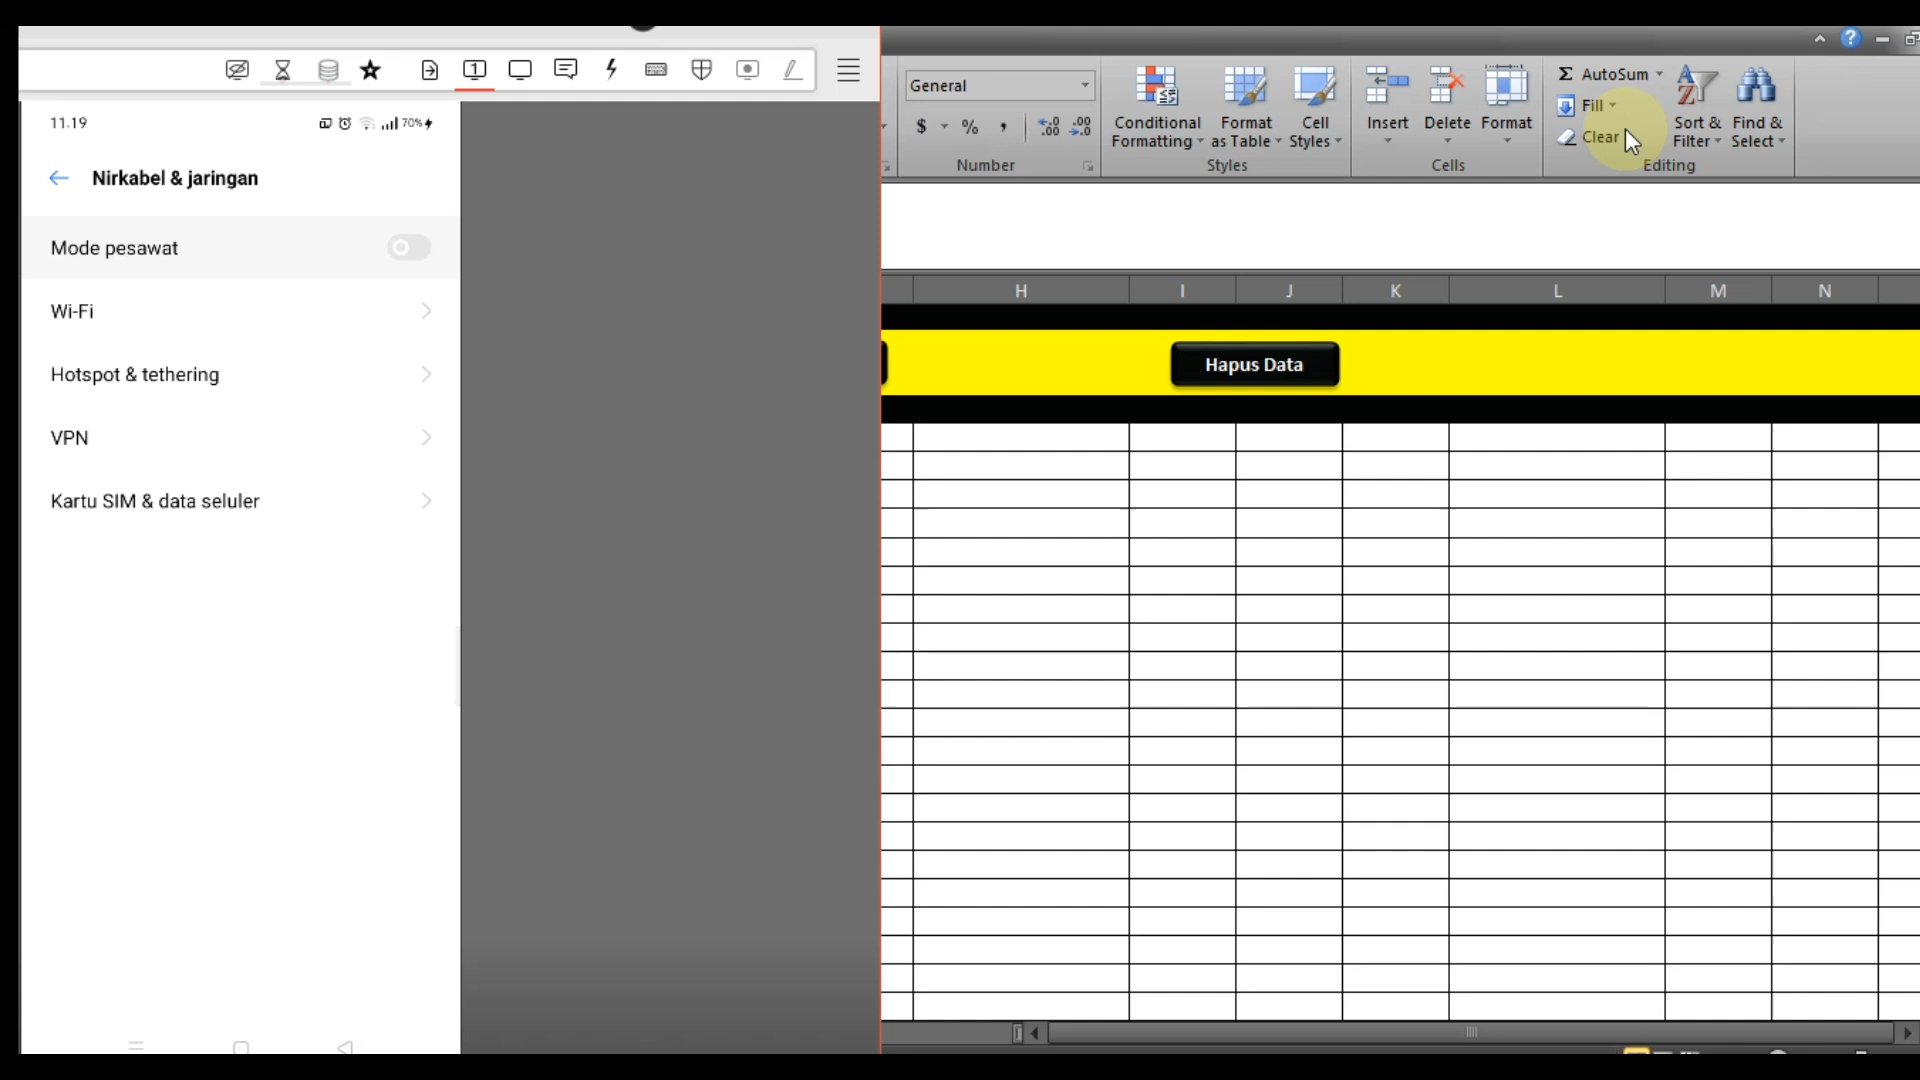 1
11.19
70%
Nirkabel & jaringan
Mode pesawat
Wi-Fi
Hotspot & tethering
VPN
Kartu SIM & data seluler
General
$ % ,
Number
Conditional Formatting
Format as Table
Cell Styles
Styles
Insert
Delete
Format
Cells
Σ AutoSum
Fill
Clear
Sort & Filter
Find & Select
Editing
H I J K L M N
Hapus Data